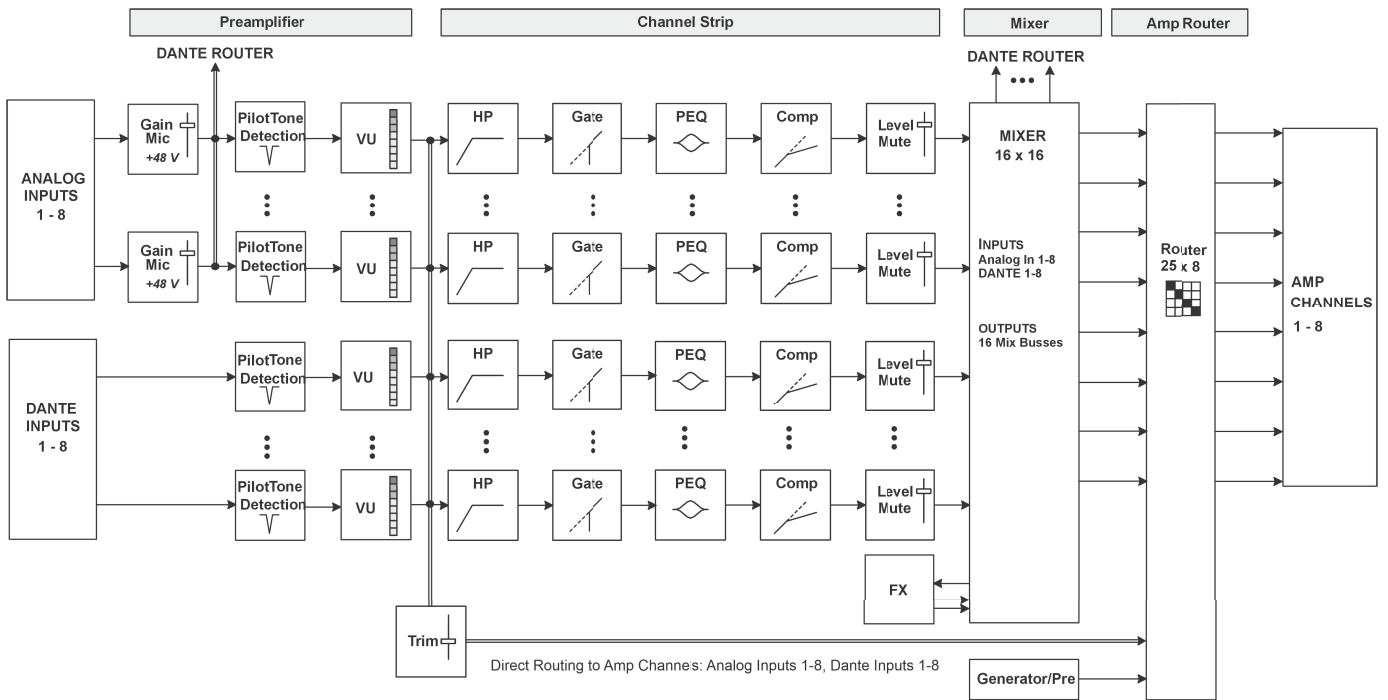 Preamplifier
Channel Strip
Mixer
Amp Router
DANTE ROUTER
DANTE ROUTER
ANALOG
INPUTS
1 - 8
Gain
Mic
+48 V
PilotTone
Detection
VU
HP
Gate
PEQ
Comp
Level
Mute
MIXER
16 x 16
Gain
Mic
+48 V
PilotTone
Detection
VU
HP
Gate
PEQ
Comp
Level
Mute
INPUTS
Analog In 1-8
DANTE 1-8
OUTPUTS
16 Mix Busses
Router
25 x 8
AMP
CHANNELS
1 - 8
DANTE
INPUTS
1 - 8
PilotTone
Detection
VU
HP
Gate
PEQ
Comp
Level
Mute
PilotTone
Detection
VU
HP
Gate
PEQ
Comp
Level
Mute
FX
Trim
Direct Routing to Amp Channels: Analog Inputs 1-8, Dante Inputs 1-8
Generator/Pre